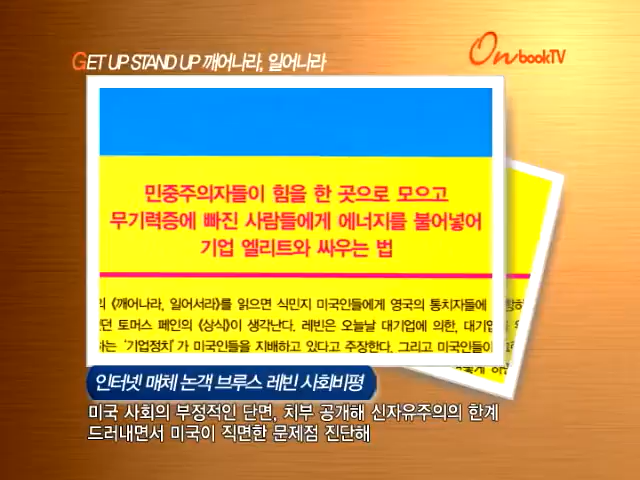 GET UP STAND UP 깨어나라, 일어나라
On bookTV
민중주의자들이 힘을 한 곳으로 모으고
무기력증에 빠진 사람들에게 에너지를 불어넣어
기업 엘리트와 싸우는 법
의 《깨어나라, 일어서라》를 읽으면 식민지 미국인들에게 영국의 통치자들에
던 토머스 페인의 《상식》이 생각난다. 레빈은 오늘날 대기업에 의한, 대기업
하는 '기업정치'가 미국인들을 지배하고 있다고 주장한다. 그리고 미국인들이
인터넷 매체 논객 브루스 레빈 사회비평
미국 사회의 부정적인 단면, 치부 공개해 신자유주의의 한계
드러내면서 미국이 직면한 문제점 진단해